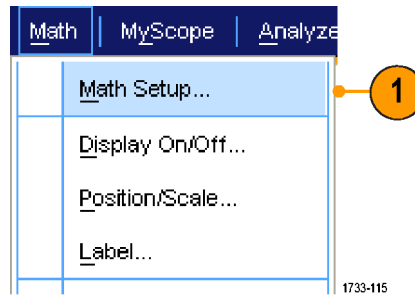 Math | MyScope | Analyze
Math Setup...
1
Display On/Off...
Position/Scale...
Label...
1733-115